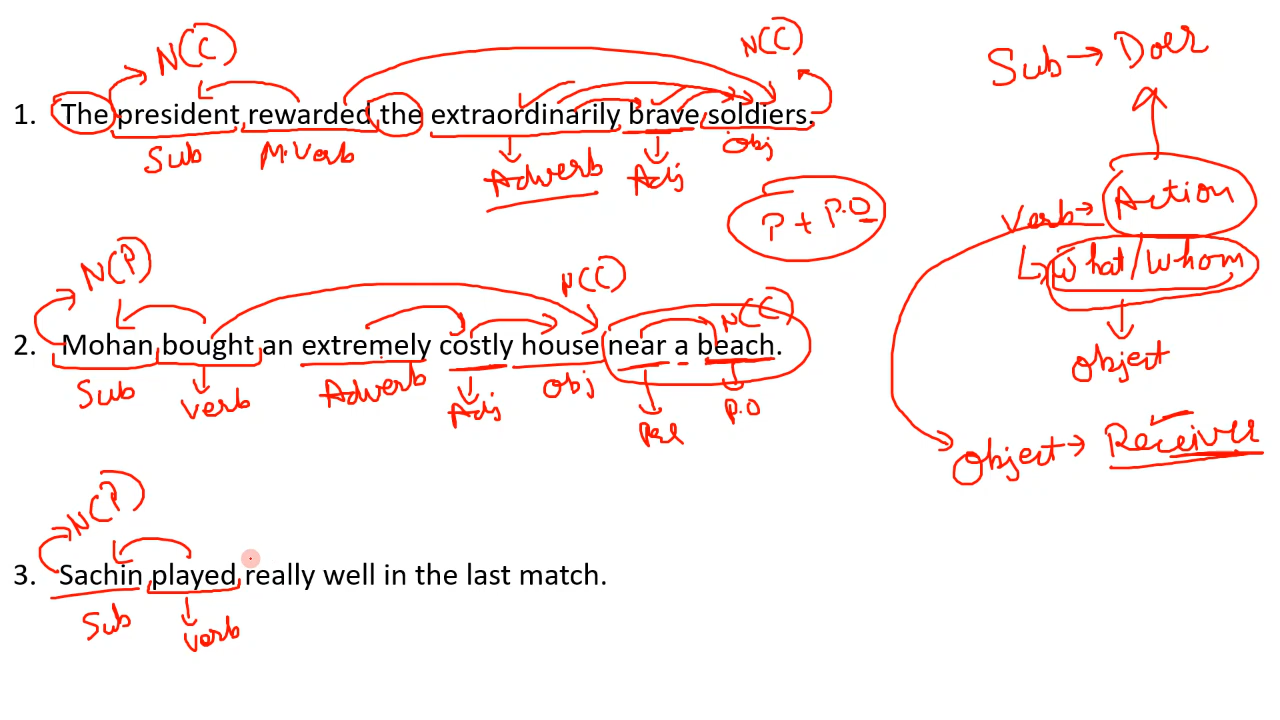 N(C)
N(C)
Sub → Doer
1. The president rewarded the extraordinarily brave soldiers.
Sub
M.Verb
Adverb
Adj
Obj
P + P.O
Verb → Action
↳ What/Whom
Object
Object → Receiver
N(P)
N(C)
N(C)
2. Mohan bought an extremely costly house near a beach.
Sub
Verb
Adverb
Adj
Obj
P.O
N(P)
3. Sachin played really well in the last match.
Sub
Verb